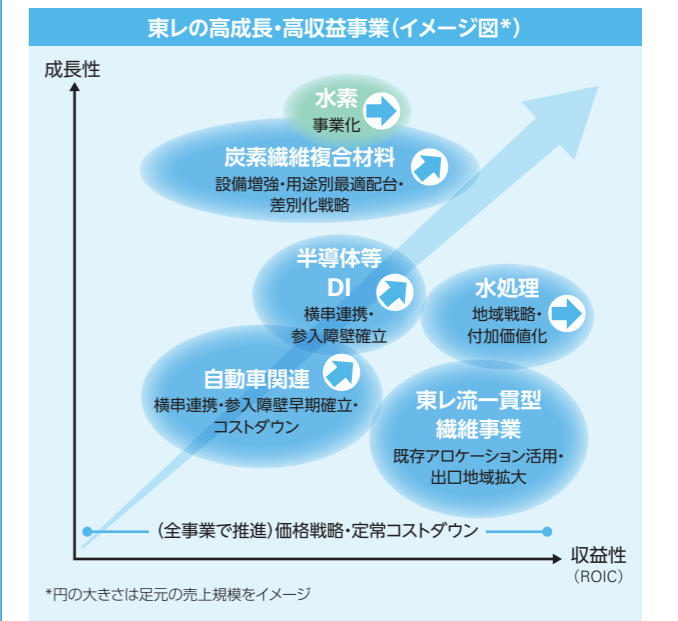 東レの高成長・高収益事業（イメージ図*）
成長性
水素
事業化
炭素繊維複合材料
設備増強・用途別最適配台・
差別化戦略
半導体等
DI
横串連携・
参入障壁確立
水処理
地域戦略・
付加価値化
自動車関連
横串連携・参入障壁早期確立・
コストダウン
東レ流一貫型
繊維事業
既存アロケーション活用・
出口地域拡大
（全事業で推進）価格戦略・定常コストダウン
収益性
（ROIC）
*円の大きさは足元の売上規模をイメージ